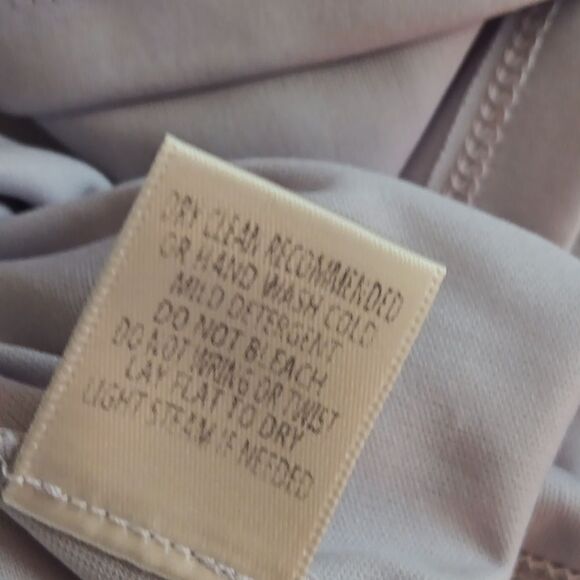 DRY CLEAN RECOMMENDED
OR HAND WASH COLD
MILD DETERGENT
DO NOT BLEACH
DO NOT WRING OR TWIST
LAY FLAT TO DRY
LIGHT STEAM IF NEEDED